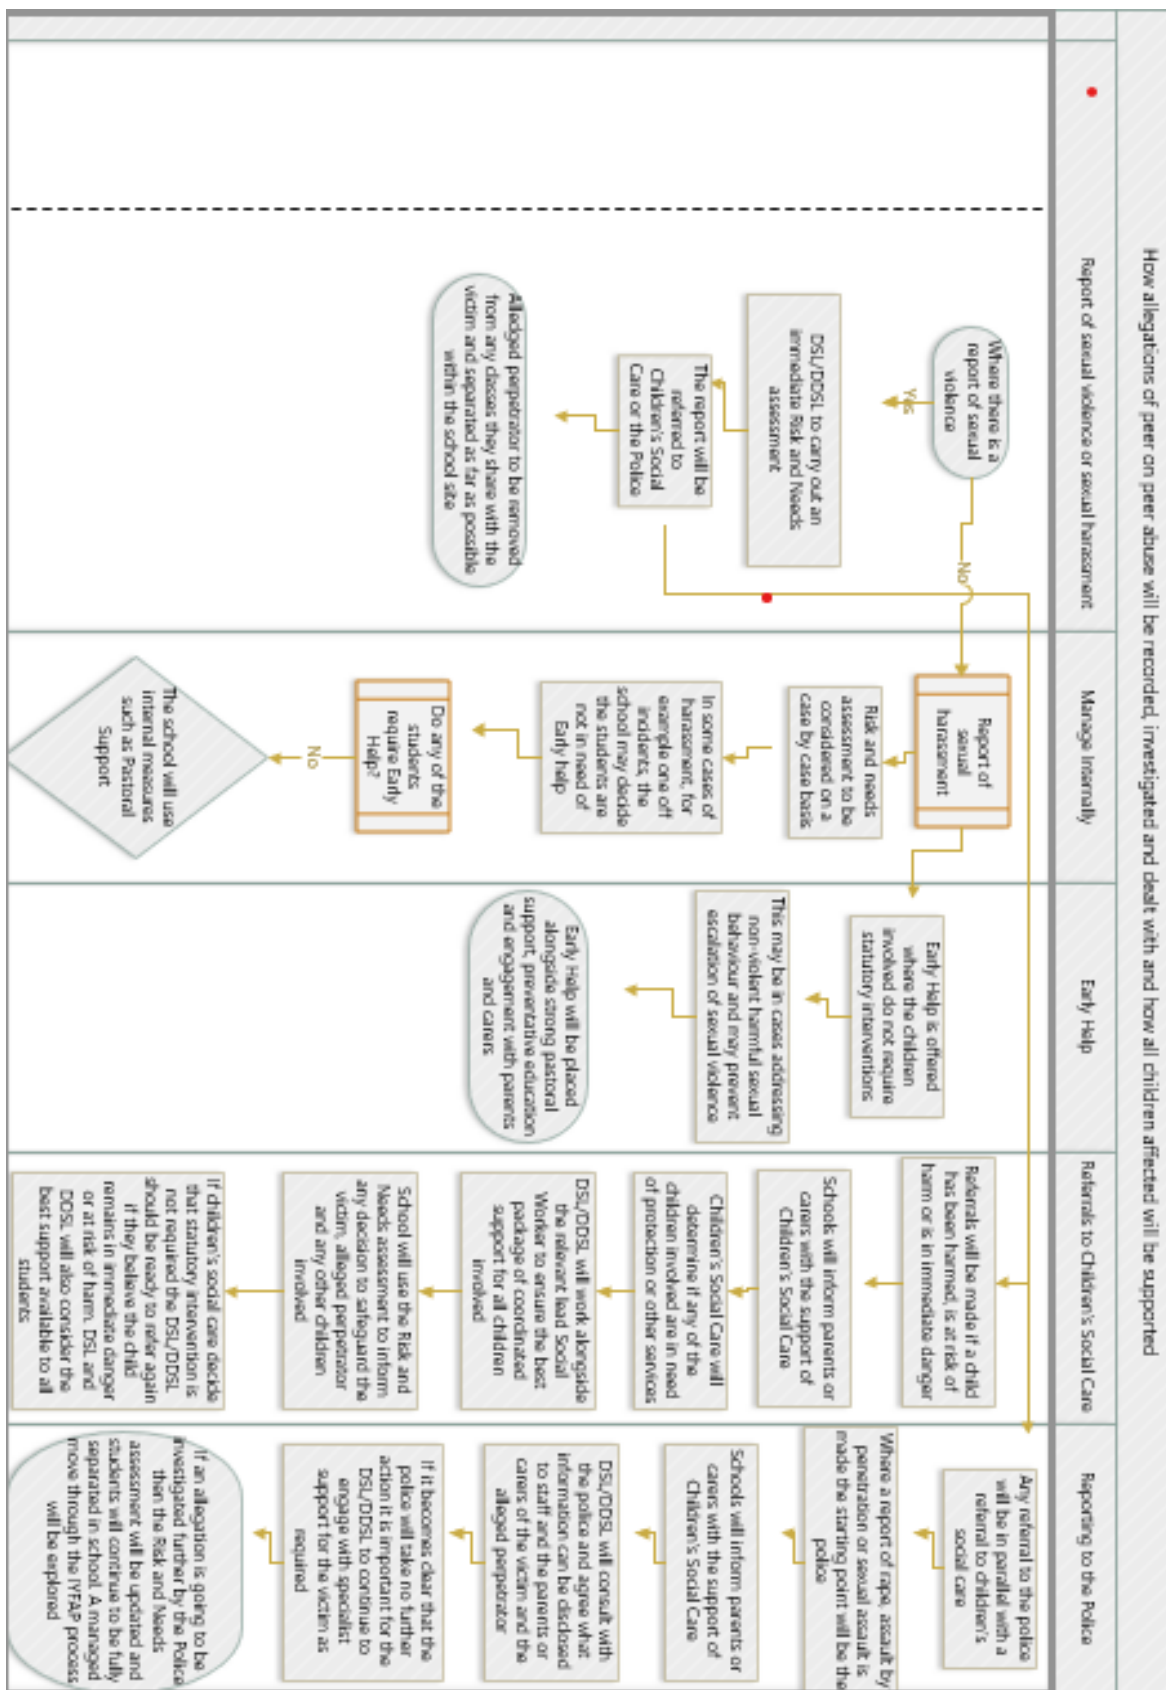 How allegations of peer on peer abuse will be recorded, investigated and dealt with and how all children affected will be supported
Report of sexual violence or sexual harassment
Manage Internally
Early Help
Referrals to Children's Social Care
Reporting to the Police
Where there is a
report of sexual
violence
Yes
No
DSL/DDSL to carry out an
immediate Risk and Needs
assessment
The report will be
referred to
Children's Social
Care or the Police
Alledged perpetrator to be removed
from any classes they share with the
victim and separated as far as possible
within the school site
Report of
sexual
harassment
Risk and needs
assessment to be
considered on a
case by case basis
In some cases of
harassment, for
example one off
incidents, the
school may decide
the students are
not in need of
Early help
Do any of the
students
require Early
Help?
No
The school will use
internal measures
such as Pastoral
Support
Early Help is offered
where the children
involved do not require
statutory interventions
This may be in cases addressing
non-violent harmful sexual
behaviour and may prevent
escalation of sexual violence
Early Help will be placed
alongside strong pastoral
support, preventative education
and engagement with parents
and carers
Referrals will be made if a child
has been harmed, is at risk of
harm or is in immediate danger
Schools will inform parents or
carers with the support of
Children's Social Care
Children's Social Care will
determine if any of the
children involved are in need
of protection or other services
DSL/DDSL will work alongside
the relevant lead Social
Worker to ensure the best
package of coordinated
support for all children
involved
School will use the Risk and
Needs assessment to inform
any decision to safeguard the
victim, alleged perpetrator
and any other children
involved
If children's social care decide
that statutory intervention is
not required the DSL/DDSL
should be ready to refer again
if they believe the child
remains in immediate danger
or at risk of harm. DSL and
DDSL will also consider the
best support available to all
students
Any referral to the police
will be in parallel with a
referral to children's
social care
Where a report of rape, assault by
penetration or sexual assault is
made the starting point will be the
police
Schools will inform parents or
carers with the support of
Children's Social Care
DSL/DDSL will consult with
the police and agree what
information can be disclosed
to staff and the parents or
carers of the victim and the
alleged perpetrator
If it becomes clear that the
police will take no further
action it is important for the
DSL/DDSL to continue to
engage with specialist
support for the victim as
required
If an allegation is going to be
investigated further by the Police
then the Risk and Needs
assessment will be updated and
students will continue to be fully
separated in school. A managed
move through the IYFAP process
will be explored